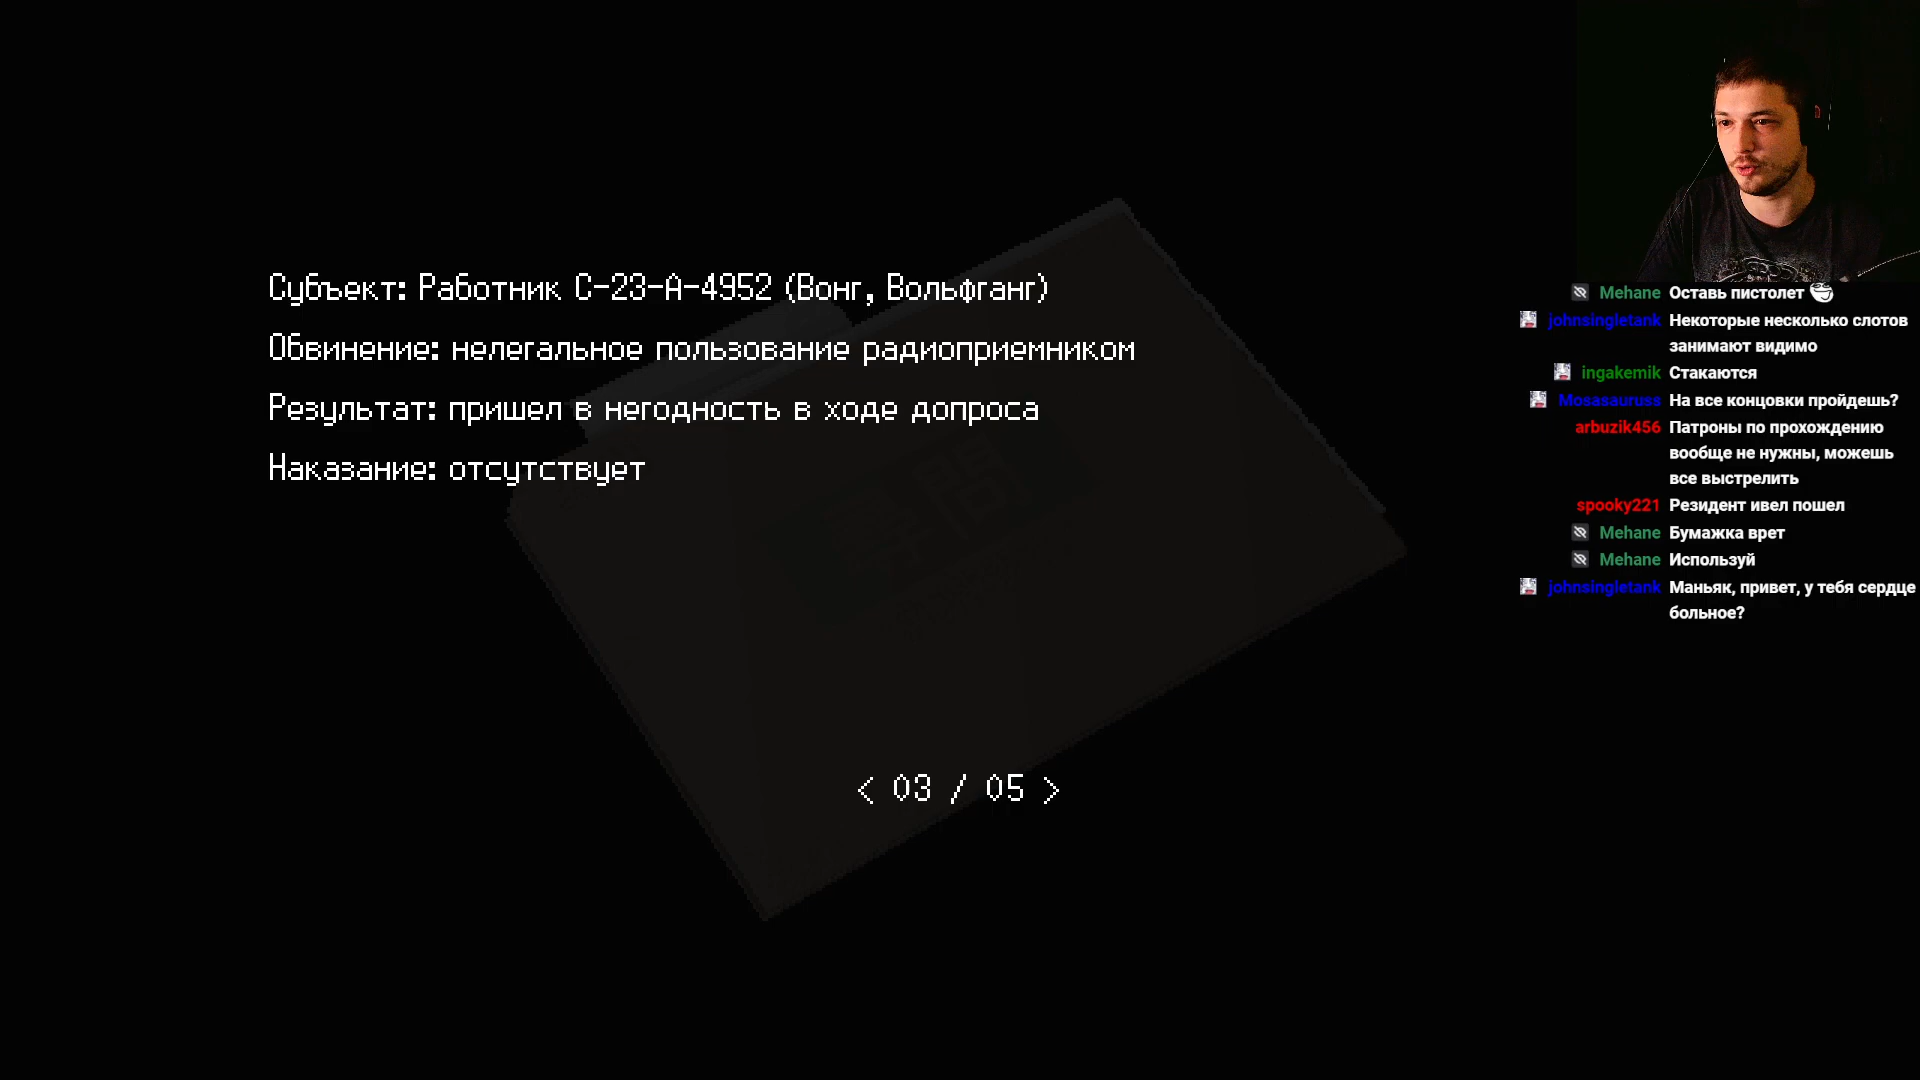 Субъект: Работник С-23-А-4952 (Вонг, Вольфганг)
Обвинение: нелегальное пользование радиоприемником
Результат: пришел в негодность в ходе допроса
Наказание: отсутствует
< 03 / 05 >
Mehane Оставь пистолет
johnsingletank Некоторые несколько слотов
занимают видимо
ingakemik Стакаются
Mosasauruss На все концовки пройдешь?
arbuzik456 Патроны по прохождению
вообще не нужны, можешь
все выстрелить
spooky221 Резидент ивел пошел
Mehane Бумажка врет
Mehane Используй
johnsingletank Маньяк, привет, у тебя сердце
больное?